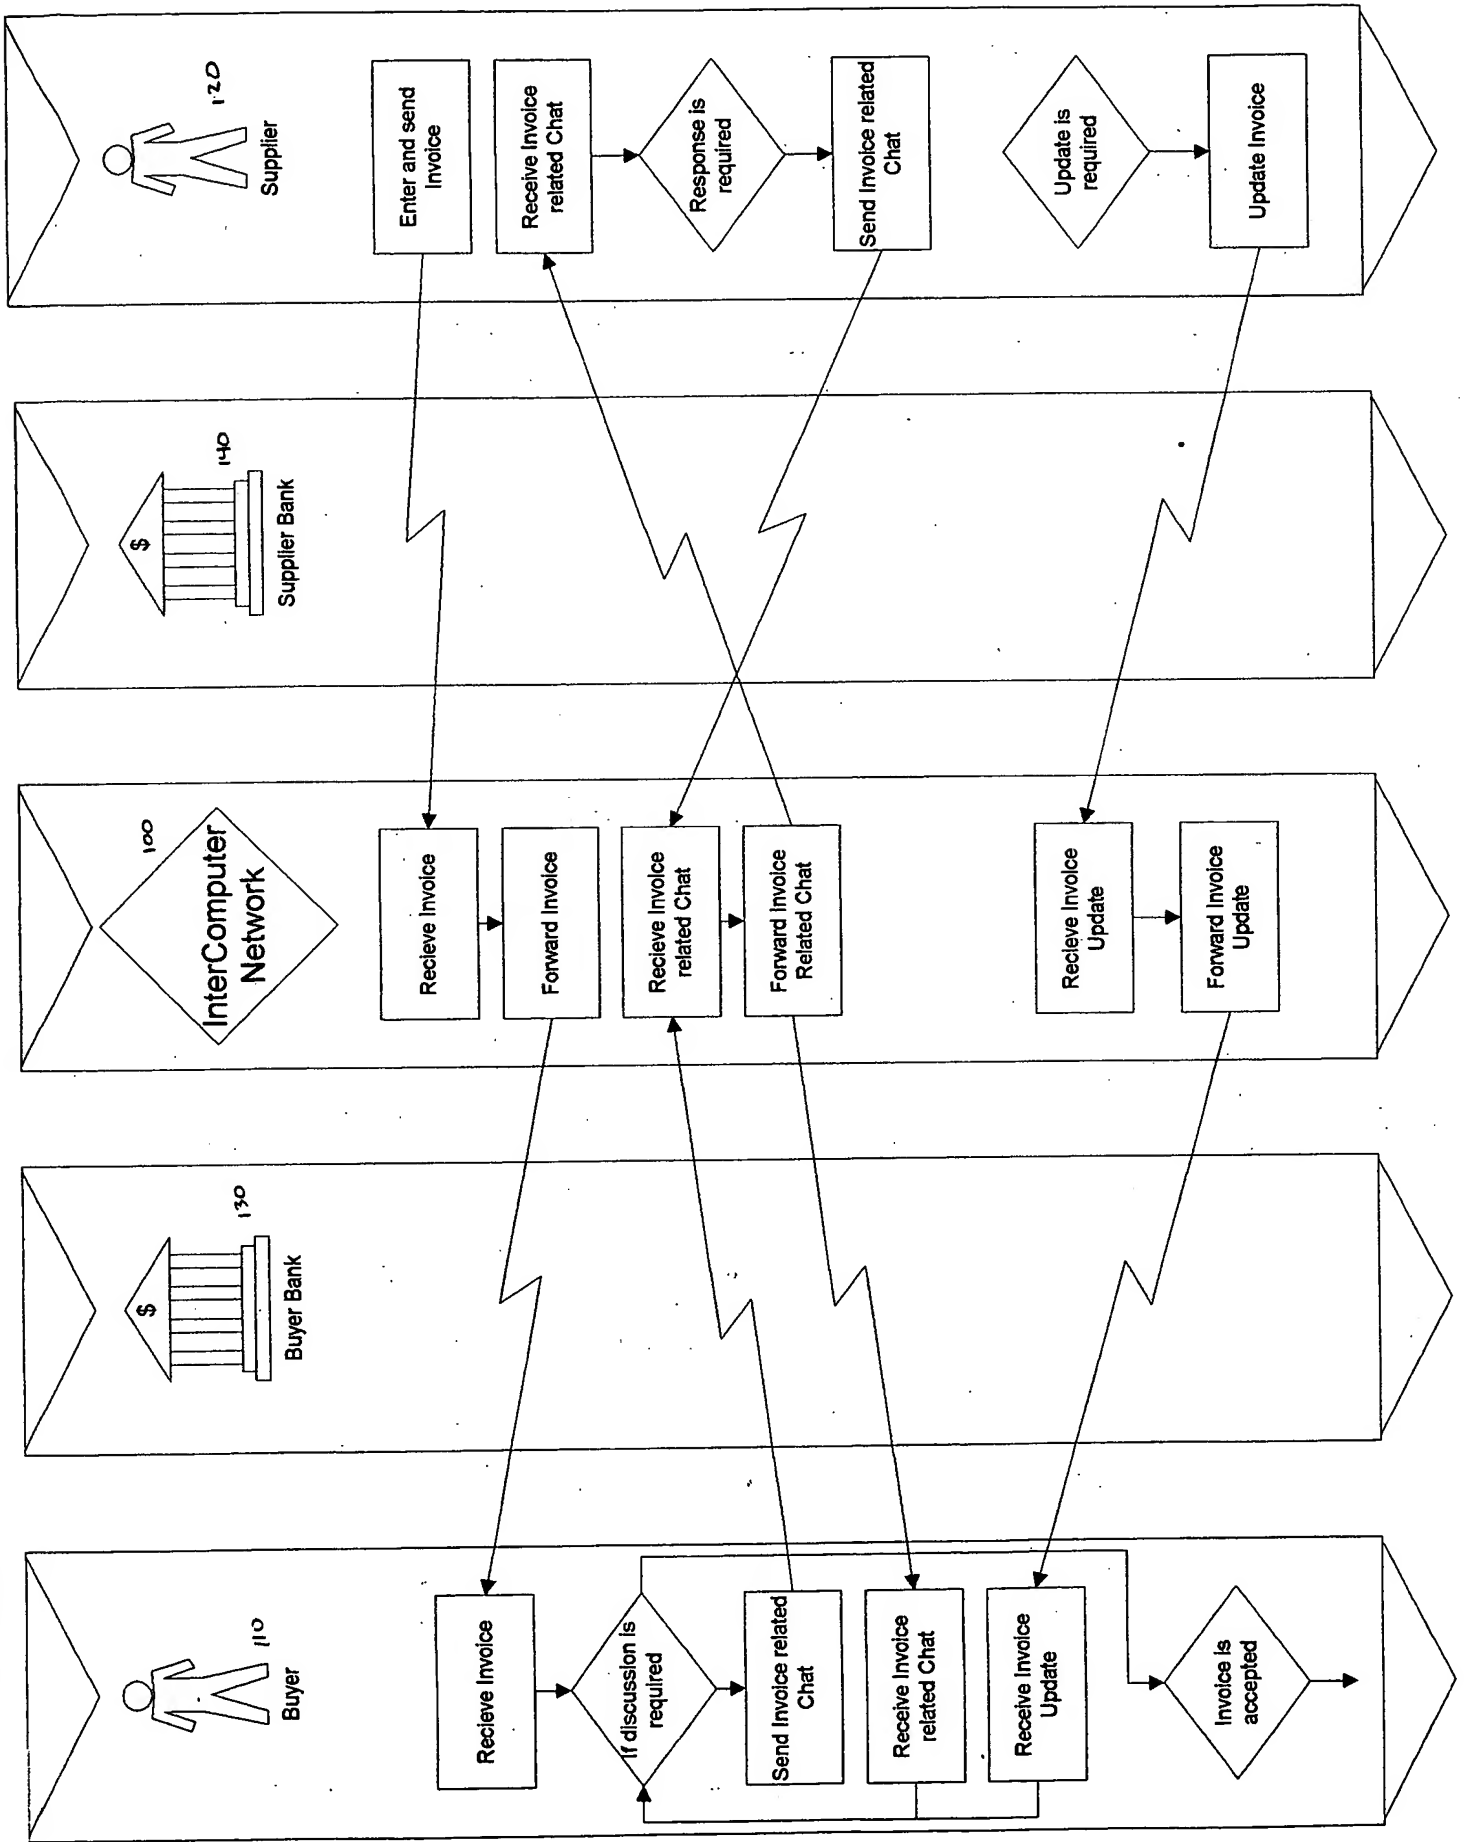 110
Buyer
Recieve Invoice
If discussion is
required
Send Invoice related
Chat
Receive Invoice
related Chat
Receive Invoice
Update
Invoice is
accepted
$
130
Buyer Bank
100
InterComputer
Network
Recieve Invoice
Forward Invoice
Recieve Invoice
related Chat
Forward Invoice
Related Chat
Recieve Invoice
Update
Forward Invoice
Update
$
140
Supplier Bank
120
Supplier
Enter and send
Invoice
Receive Invoice
related Chat
Response is
required
Send Invoice related
Chat
Update is
required
Update Invoice